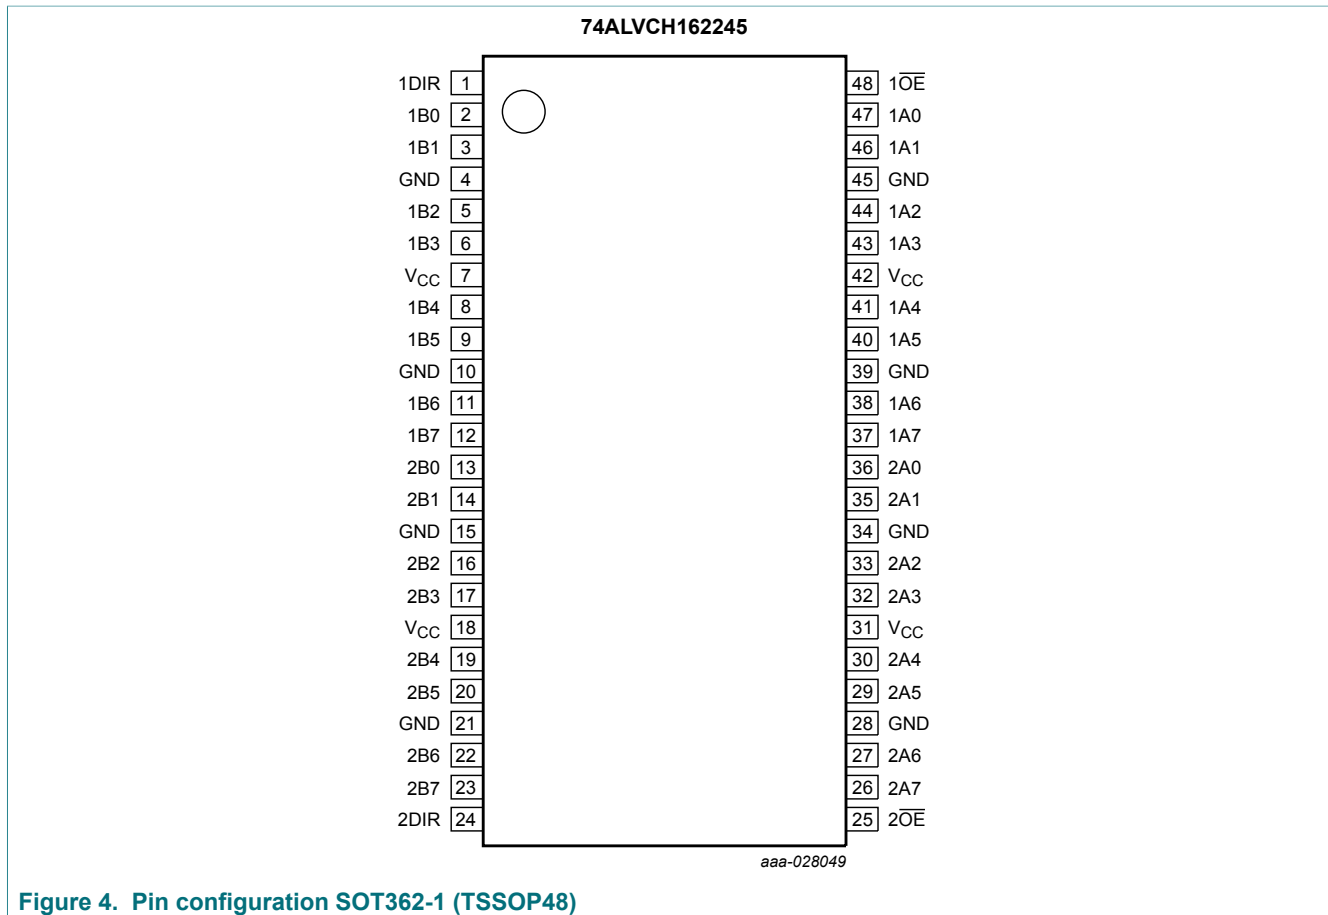 74ALVCH162245
1DIR 1 48 1O̅E̅
1B0 2 47 1A0
1B1 3 46 1A1
GND 4 45 GND
1B2 5 44 1A2
1B3 6 43 1A3
VCC 7 42 VCC
1B4 8 41 1A4
1B5 9 40 1A5
GND 10 39 GND
1B6 11 38 1A6
1B7 12 37 1A7
2B0 13 36 2A0
2B1 14 35 2A1
GND 15 34 GND
2B2 16 33 2A2
2B3 17 32 2A3
VCC 18 31 VCC
2B4 19 30 2A4
2B5 20 29 2A5
GND 21 28 GND
2B6 22 27 2A6
2B7 23 26 2A7
2DIR 24 25 2O̅E̅
aaa-028049
Figure 4. Pin configuration SOT362-1 (TSSOP48)